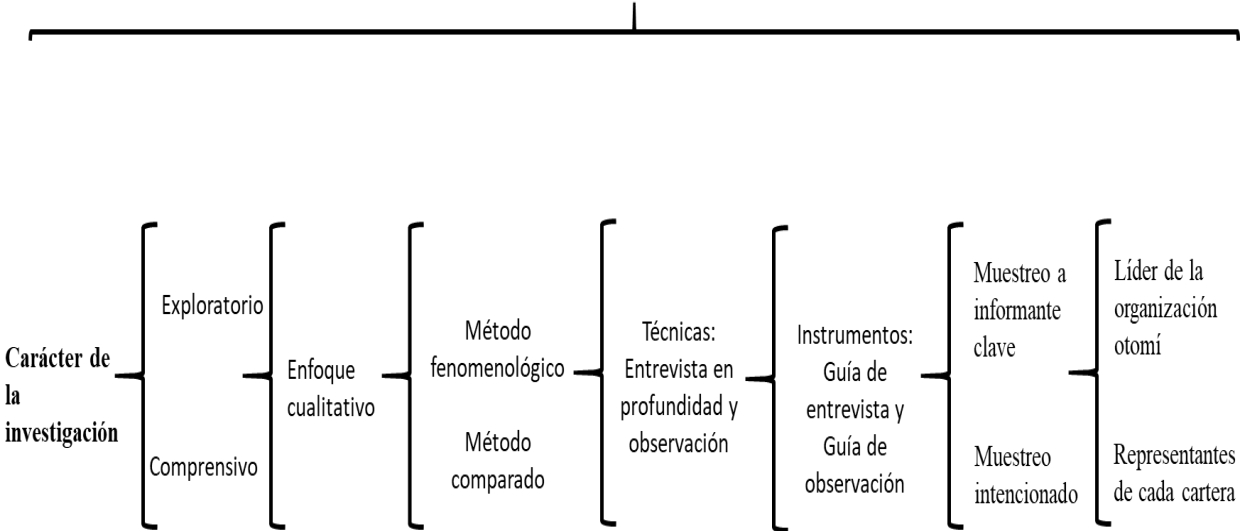 Carácter de
la
investigación
Exploratorio
Comprensivo
Enfoque
cualitativo
Método
fenomenológico
Método
comparado
Técnicas:
Entrevista en
profundidad y
observación
Instrumentos:
Guía de
entrevista y
Guía de
observación
Muestreo a
informante
clave
Muestreo
intencionado
Líder de la
organización
otomí
Representantes
de cada cartera